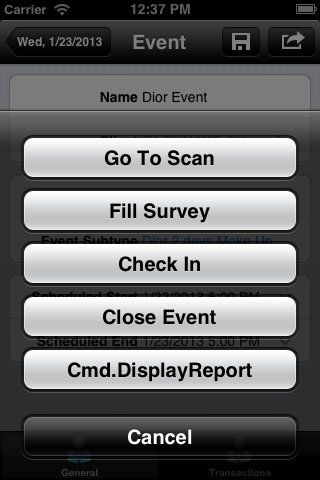 Carrier 12:37 PM
Wed, 1/23/2013 Event
Name Dior Event
Go To Scan
Fill Survey
Event Subtype Dior 2 days Make Up
Check In
Scheduled Start 1/22/2013 5:00 PM
Close Event
Scheduled End 1/23/2013 5:00 PM
Cmd.DisplayReport
Cancel
General Transactions